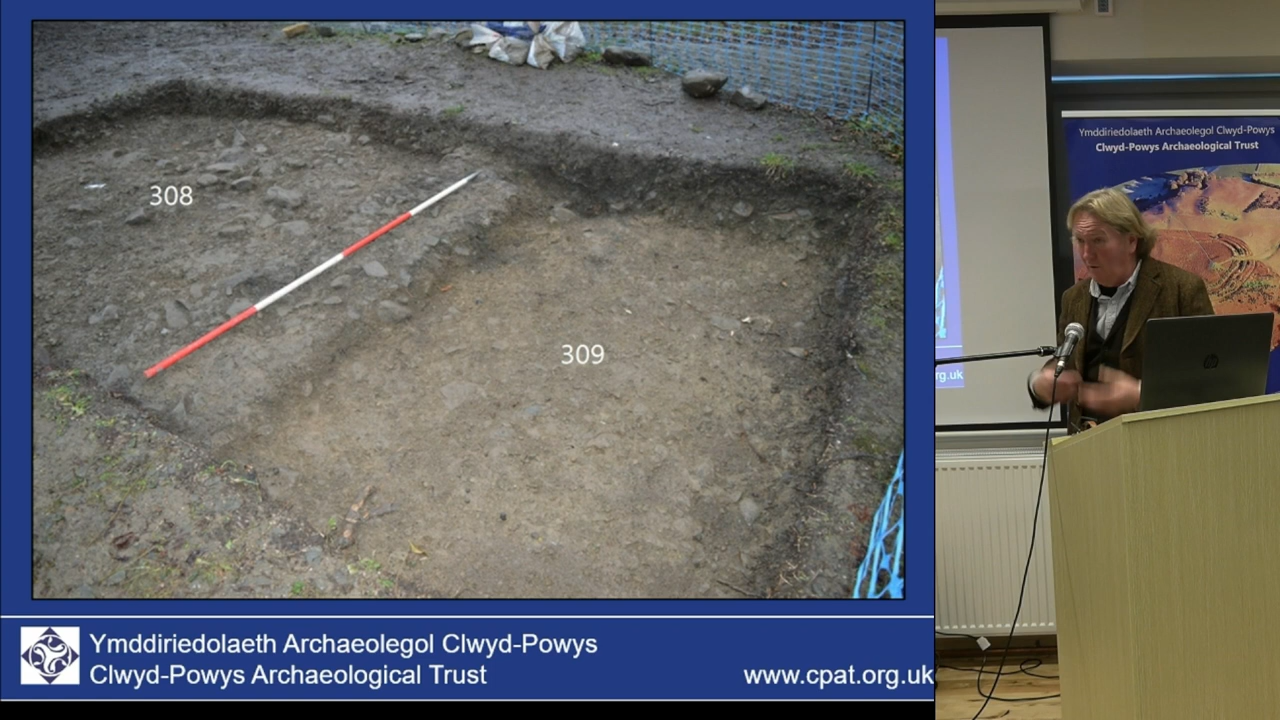 308
309
Ymddiriedolaeth Archaeolegol Clwyd-Powys
Clwyd-Powys Archaeological Trust
www.cpat.org.uk
Ymddiriedolaeth Archaeolegol Clwyd-Powys
Clwyd-Powys Archaeological Trust
rg.uk